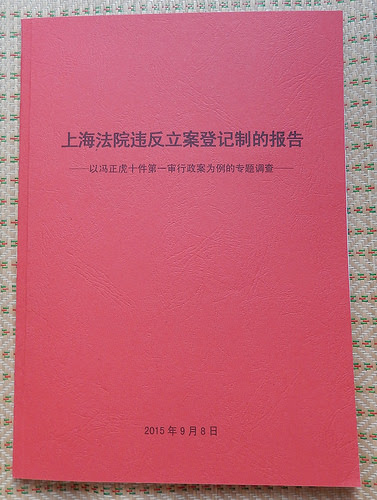 上海法院违反立案登记制的报告
——以冯正虎十件第一审行政案为例的专题调查——
2015年9月8日